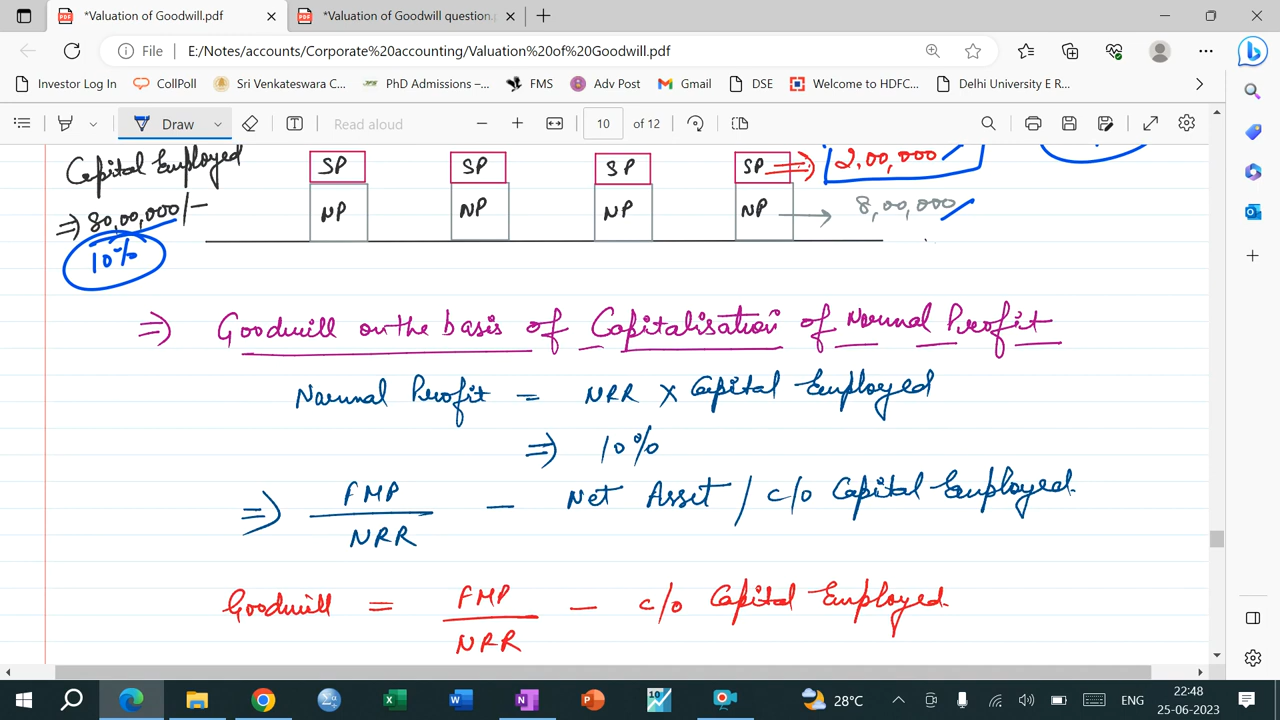 *Valuation of Goodwill.pdf
*Valuation of Goodwill question.
File E:/Notes/accounts/Corporate%20accounting/Valuation%20of%20Goodwill.pdf
Investor Log In CollPoll Sri Venkateswara C... PhD Admissions –... FMS Adv Post Gmail DSE Welcome to HDFC... Delhi University E R...
Draw Read aloud 10 of 12
Capital Employed
⇒ 80,00,000/-
10%
SP SP SP SP ⇒ 2,00,000
NP NP NP NP → 8,00,000
⇒ Goodwill on the basis of Capitalisation of Normal Profit
Normal Profit = NRR × Capital Employed
⇒ 10%
⇒ FMP / NRR - Net Asset / c/o Capital Employed.
Goodwill = FMP / NRR - c/o Capital Employed.
28°C ENG 22:48
25-06-2023